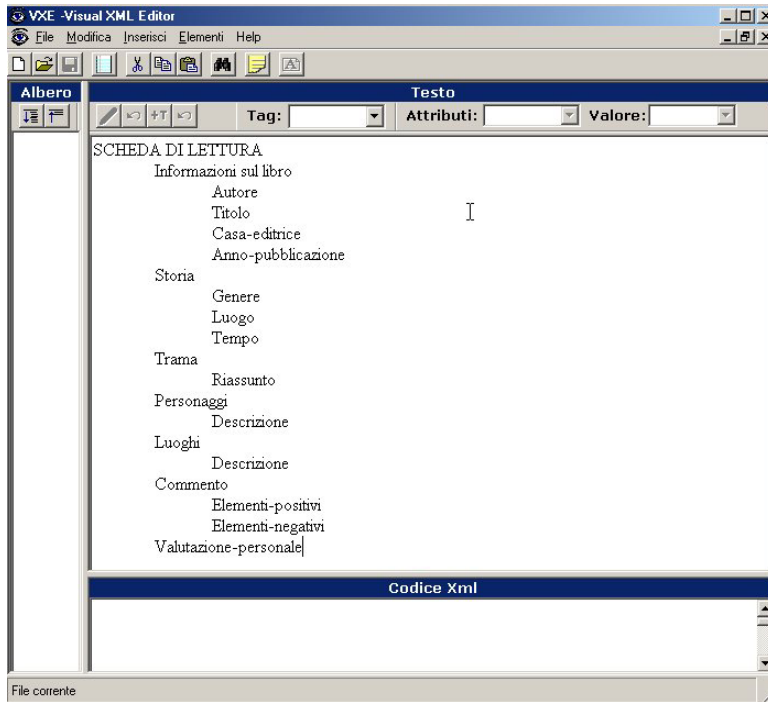 VXE -Visual XML Editor
File Modifica Inserisci Elementi Help
Albero
Testo
+T Tag: Attributi: Valore:
SCHEDA DI LETTURA
Informazioni sul libro
Autore
Titolo
Casa-editrice
Anno-pubblicazione
Storia
Genere
Luogo
Tempo
Trama
Riassunto
Personaggi
Descrizione
Luoghi
Descrizione
Commento
Elementi-positivi
Elementi-negativi
Valutazione-personale
Codice Xml
File corrente